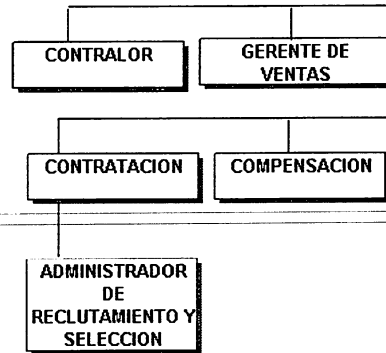 CONTRALOR
GERENTE DE
VENTAS
CONTRATACION
COMPENSACION
ADMINISTRADOR
DE
RECLUTAMIENTO Y
SELECCION